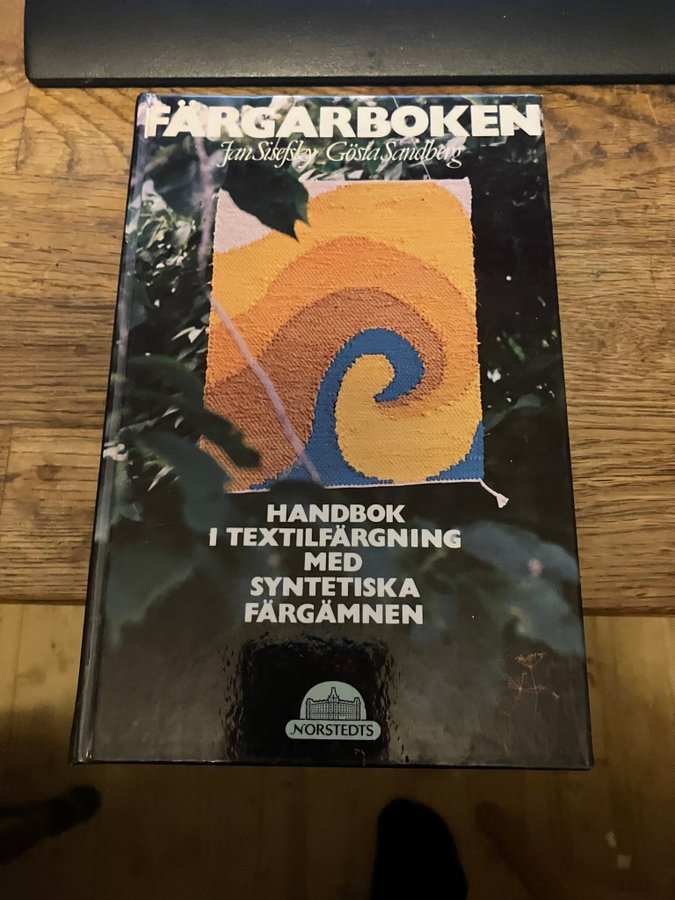 FÄRGARBOKEN
Jan Sisefsky Gösta Sandberg
HANDBOK
I TEXTILFÄRGNING
MED
SYNTETISKA
FÄRGÄMNEN
NORSTEDTS